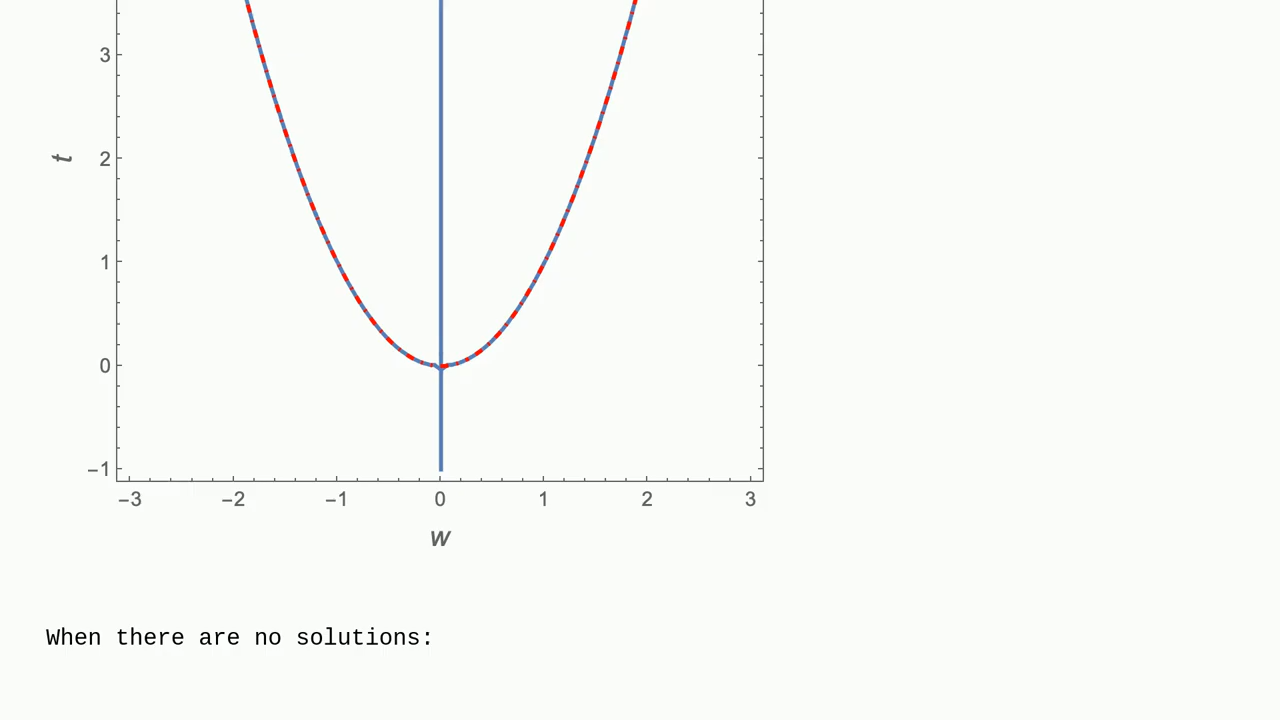 3
t
2
1
0
−1
−3 −2 −1 0 1 2 3
w
When there are no solutions: